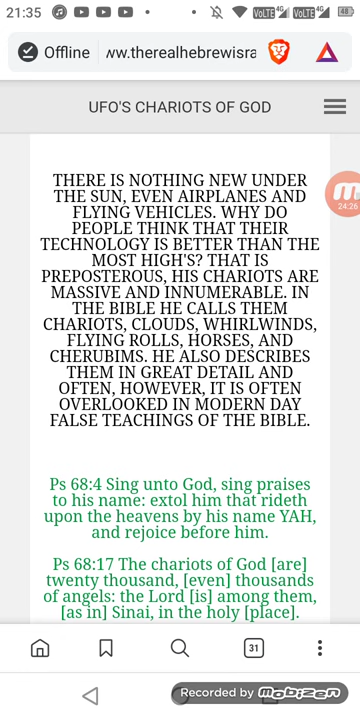 21:35
VoLTE 4G VoLTE 4G 48
Offline ww.therealhebrewisra
UFO'S CHARIOTS OF GOD
THERE IS NOTHING NEW UNDER
THE SUN, EVEN AIRPLANES AND
FLYING VEHICLES. WHY DO
PEOPLE THINK THAT THEIR
TECHNOLOGY IS BETTER THAN THE
MOST HIGH'S? THAT IS
PREPOSTEROUS, HIS CHARIOTS ARE
MASSIVE AND INNUMERABLE. IN
THE BIBLE HE CALLS THEM
CHARIOTS, CLOUDS, WHIRLWINDS,
FLYING ROLLS, HORSES, AND
CHERUBIMS. HE ALSO DESCRIBES
THEM IN GREAT DETAIL AND
OFTEN, HOWEVER, IT IS OFTEN
OVERLOOKED IN MODERN DAY
FALSE TEACHINGS OF THE BIBLE.
24:26
Ps 68:4 Sing unto God, sing praises
to his name: extol him that rideth
upon the heavens by his name YAH,
and rejoice before him.
Ps 68:17 The chariots of God [are]
twenty thousand, [even] thousands
of angels: the Lord [is] among them,
[as in] Sinai, in the holy [place].
31
Recorded by mobizen